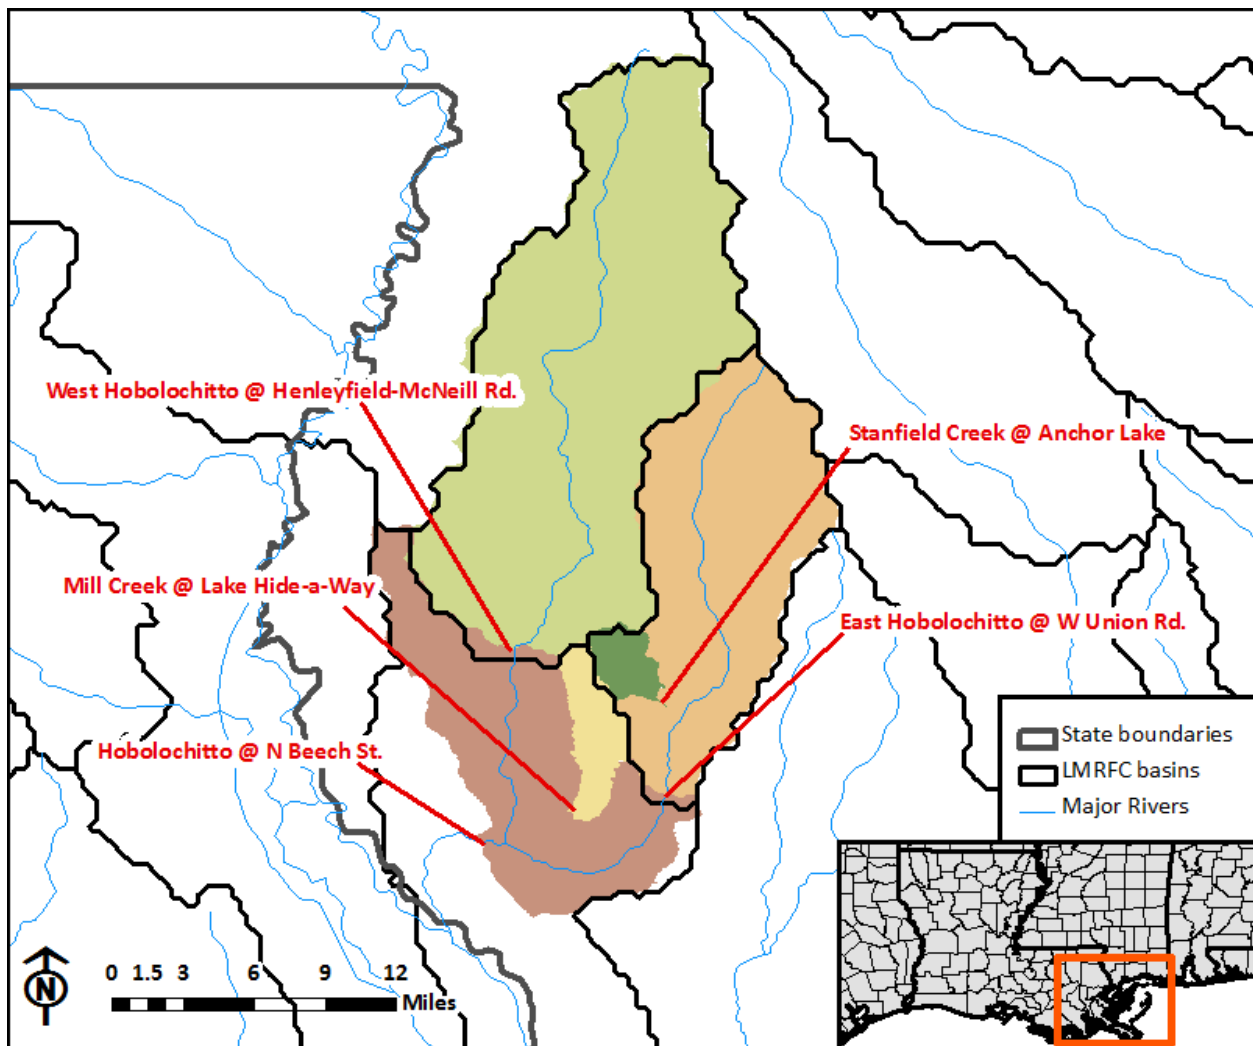 West Hobolochitto @ Henleyfield-McNeill Rd.
Stanfield Creek @ Anchor Lake
Mill Creek @ Lake Hide-a-Way
East Hobolochitto @ W Union Rd.
Hobolochitto @ N Beech St.
State boundaries
LMRFC basins
Major Rivers
N
0 1.5 3 6 9 12
Miles